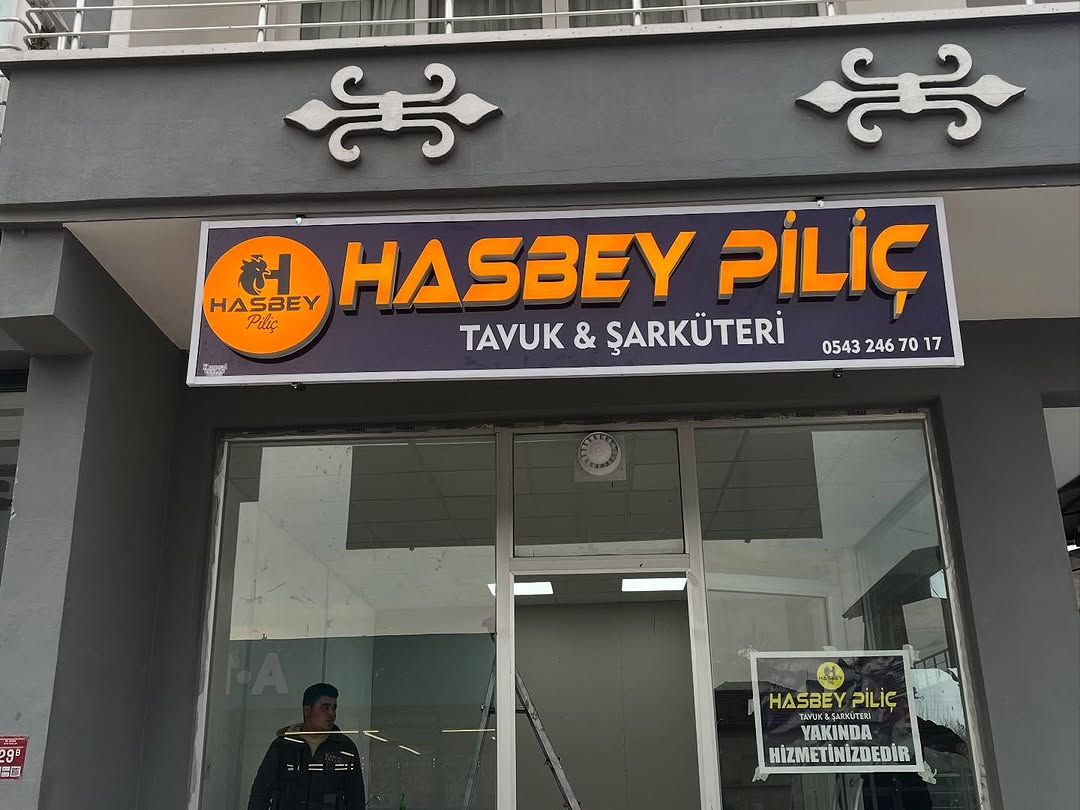 HASBEY PİLİÇ
H
HASBEY
Piliç
TAVUK & ŞARKÜTERİ
0543 246 70 17
HASBEY
HASBEY PİLİÇ
TAVUK & ŞARKÜTERİ
YAKINDA
HİZMETİNİZDEDİR
29 B